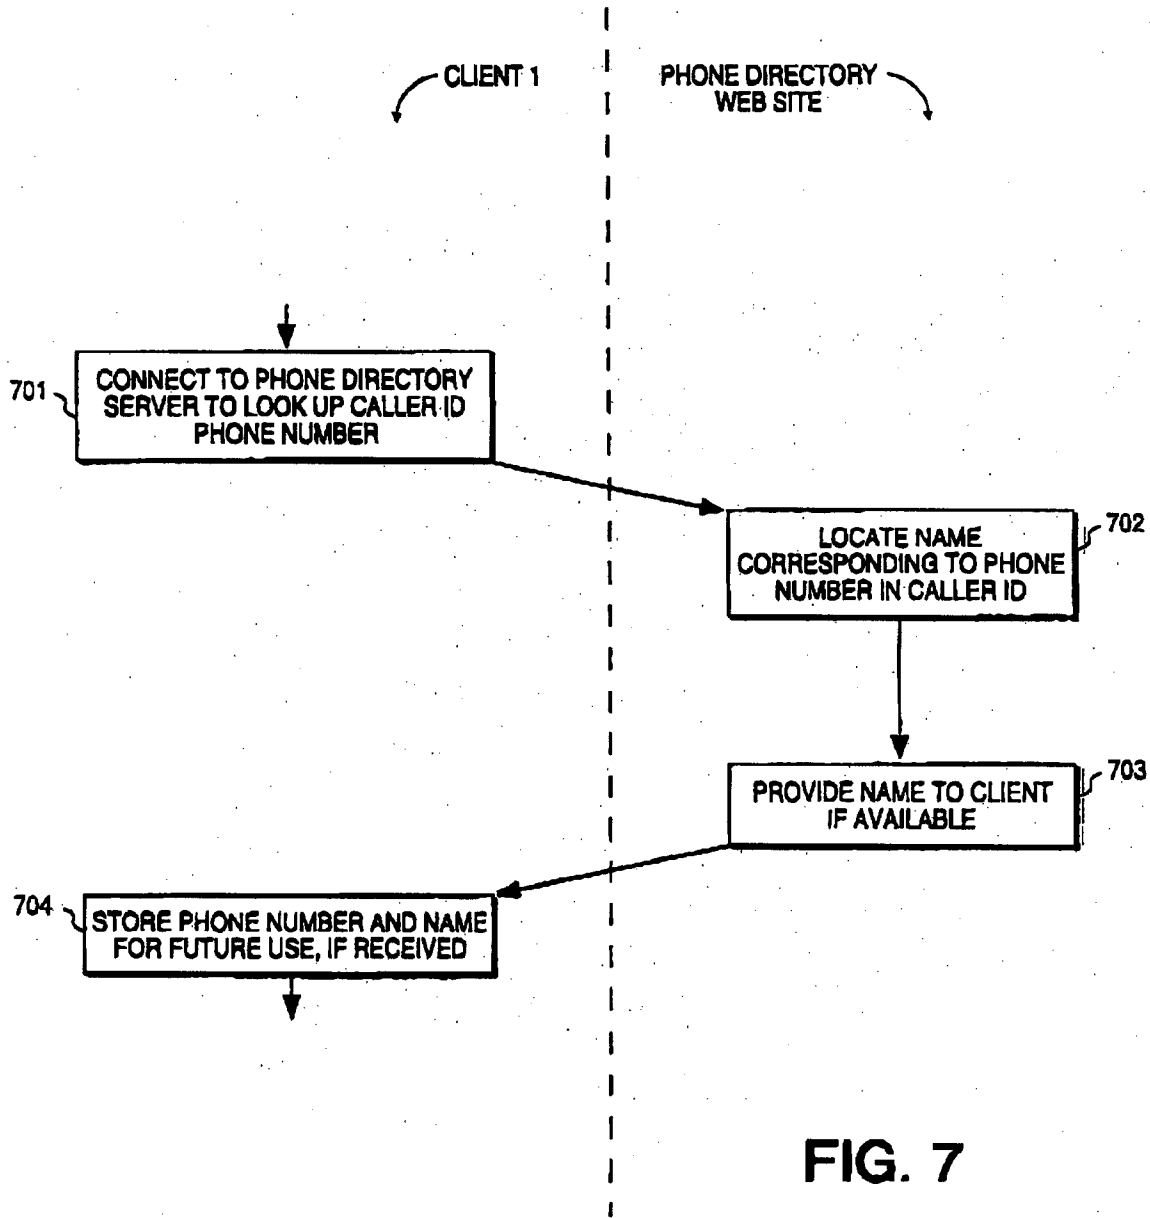 CLIENT 1
PHONE DIRECTORY
WEB SITE
701
CONNECT TO PHONE DIRECTORY
SERVER TO LOOK UP CALLER ID
PHONE NUMBER
702
LOCATE NAME
CORRESPONDING TO PHONE
NUMBER IN CALLER ID
703
PROVIDE NAME TO CLIENT
IF AVAILABLE
704
STORE PHONE NUMBER AND NAME
FOR FUTURE USE, IF RECEIVED
FIG. 7